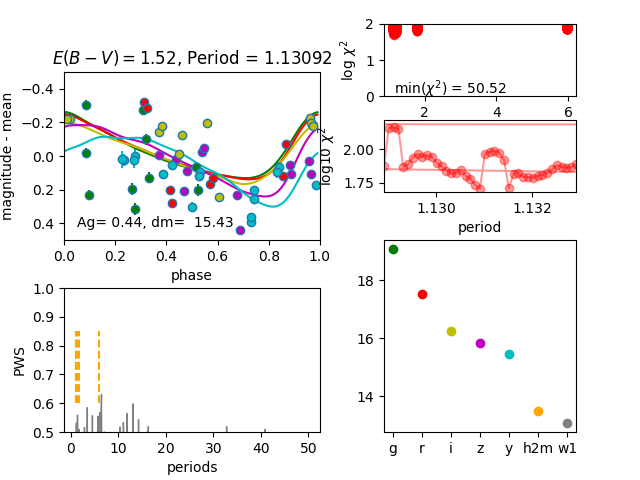 E(B − V) = 1.52, Period = 1.13092
magnitude - mean
−0.4
−0.2
0.0
0.2
0.4
Ag= 0.44, dm=  15.43
0.0 0.2 0.4 0.6 0.8 1.0
phase
log χ²
2
1
0
min(χ²) = 50.52
2 4 6
log10 χ²
2.00
1.75
1.130 1.132
period
PWS
1.0
0.9
0.8
0.7
0.6
0.5
0 10 20 30 40 50
periods
18
16
14
g r i z y h2m w1